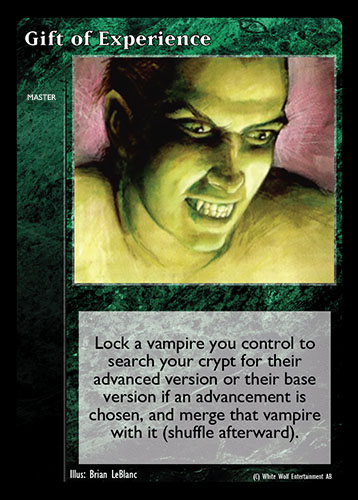 Gift of Experience
MASTER
Lock a vampire you control to
search your crypt for their
advanced version or their base
version if an advancement is
chosen, and merge that vampire
with it (shuffle afterward).
Illus: Brian LeBlanc
(C) White Wolf Entertainment AB